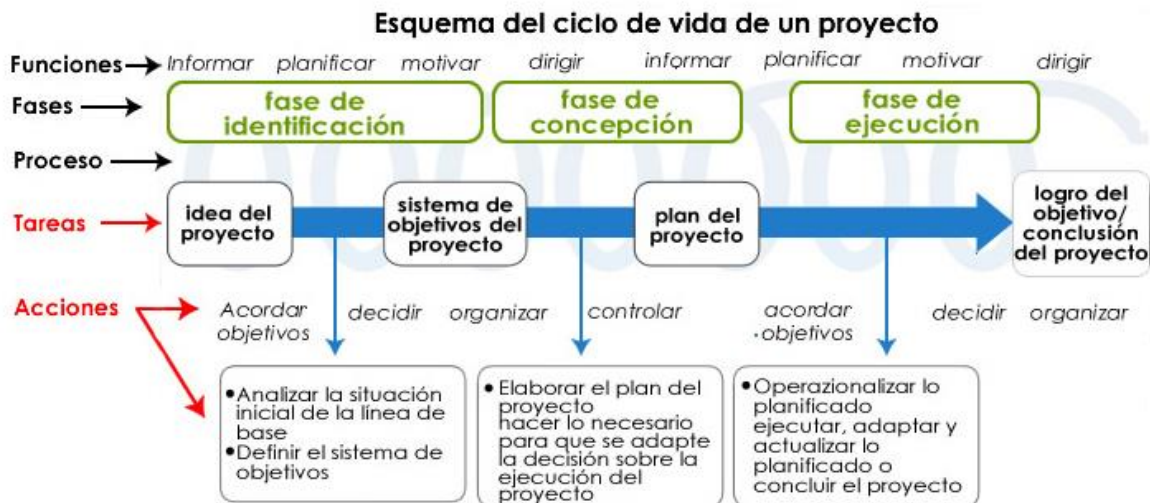 Esquema del ciclo de vida de un proyecto
Funciones
Informar planificar motivar dirigir informar planificar motivar dirigir
Fases
fase de
identificación
fase de
concepción
fase de
ejecución
Proceso
Tareas
idea del
proyecto
sistema de
objetivos del
proyecto
plan del
proyecto
logro del
objetivo/
conclusión
del proyecto
Acciones
Acordar
objetivos
decidir organizar controlar
acordar
.objetivos
decidir organizar
•Analizar la situación
inicial de la línea de
base
•Definir el sistema de
objetivos
• Elaborar el plan del
proyecto
hacer lo necesario
para que se adapte
la decisión sobre la
ejecución del
proyecto
•Operazionalizar lo
planificado
ejecutar, adaptar y
actualizar lo
planificado o
concluir el proyecto